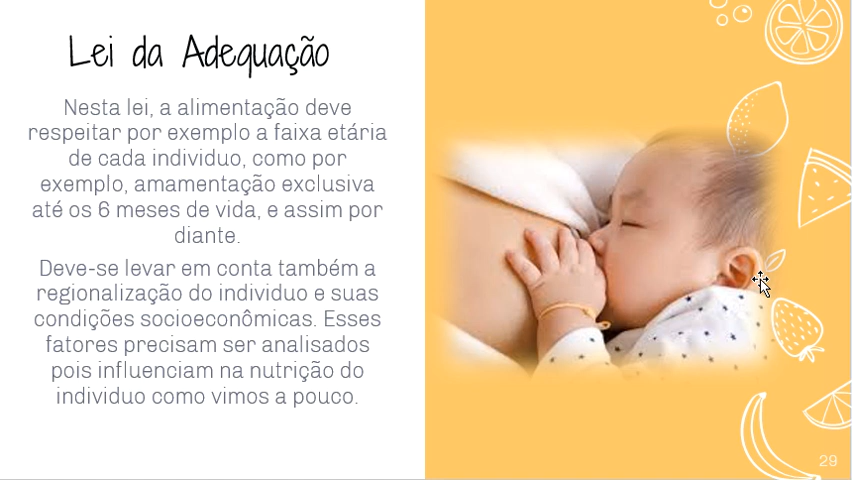 Lei da Adequação
Nesta lei, a alimentação deve
respeitar por exemplo a faixa etária
de cada individuo, como por
exemplo, amamentação exclusiva
até os 6 meses de vida, e assim por
diante.
Deve-se levar em conta também a
regionalização do individuo e suas
condições socioeconômicas. Esses
fatores precisam ser analisados
pois influenciam na nutrição do
individuo como vimos a pouco.
29